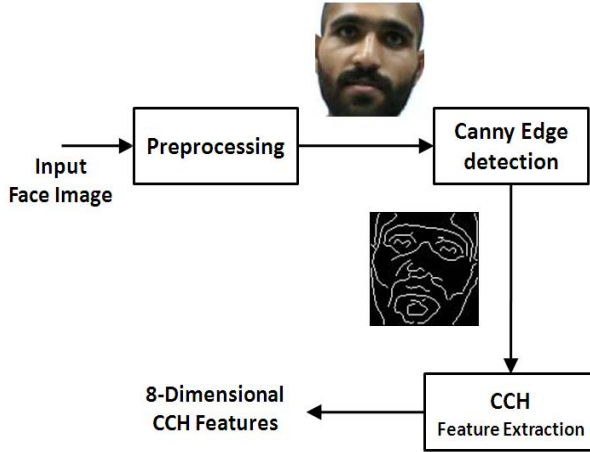 Input
Face Image
Preprocessing
Canny Edge
detection
CCH
Feature Extraction
8-Dimensional
CCH Features